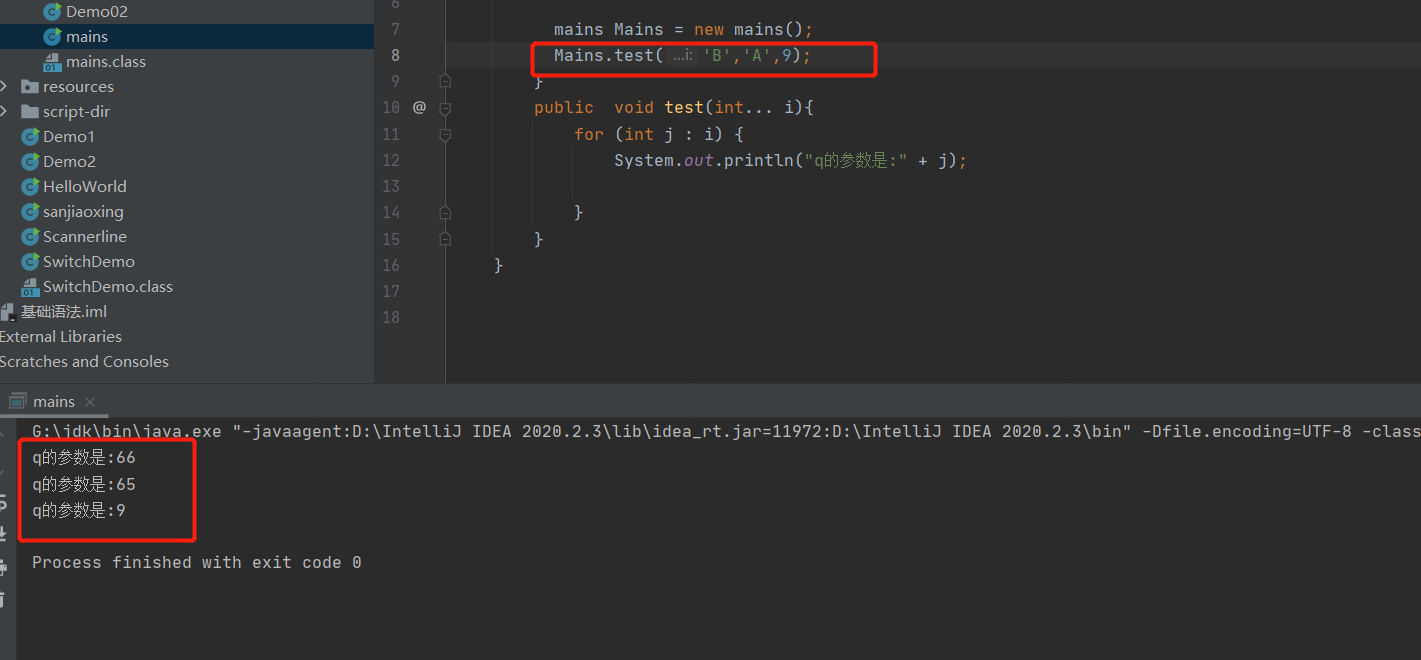 Demo02
mains
mains.class
resources
script-dir
Demo1
Demo2
HelloWorld
sanjiaoxing
Scannerline
SwitchDemo
SwitchDemo.class
基础语法.iml
External Libraries
Scratches and Consoles
6
7 mains Mains = new mains();
8 Mains.test( ...i: 'B','A',9);
9 }
10 @ public void test(int... i){
11 for (int j : i) {
12 System.out.println("q的参数是:" + j);
13
14 }
15 }
16 }
17
18
mains
G:\jdk\bin\java.exe "-javaagent:D:\IntelliJ IDEA 2020.2.3\lib\idea_rt.jar=11972:D:\IntelliJ IDEA 2020.2.3\bin" -Dfile.encoding=UTF-8 -class
q的参数是:66
q的参数是:65
q的参数是:9
Process finished with exit code 0